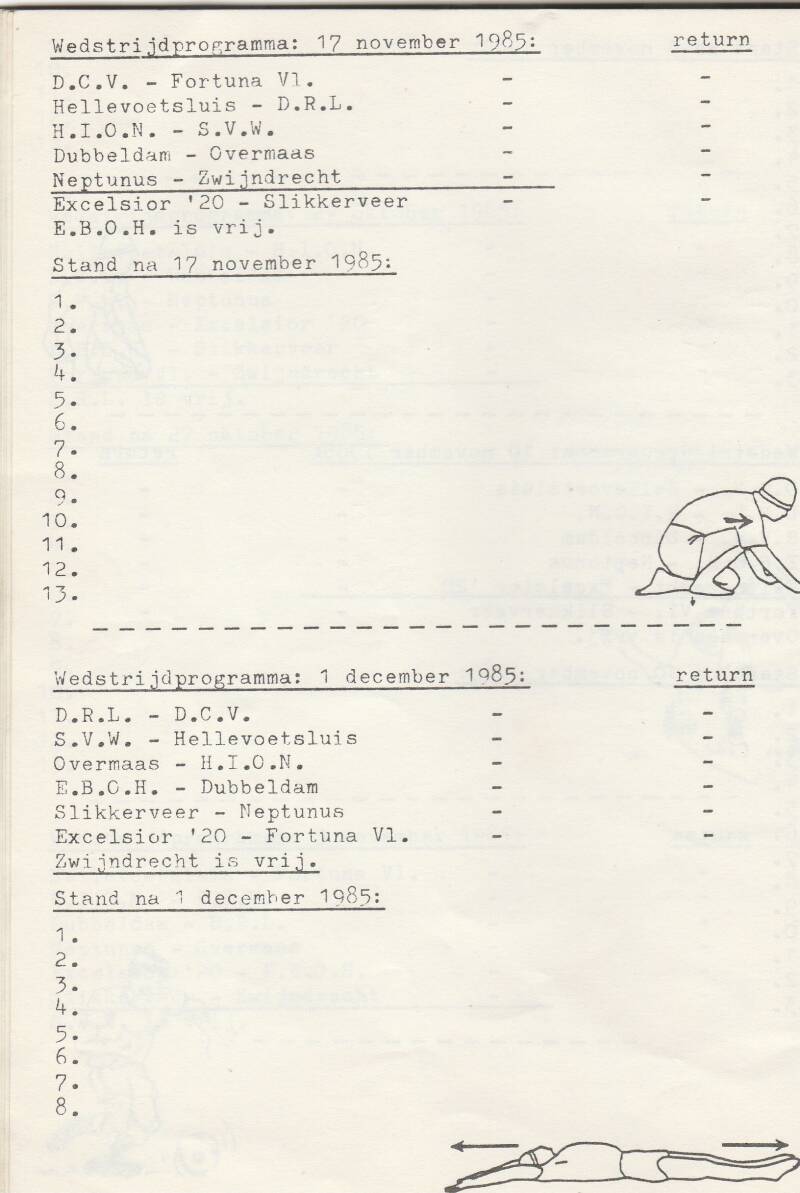 Wedstrijdprogramma: 17 november 1985: return
D.C.V. - Fortuna Vl. - -
Hellevoetsluis - D.R.L. - -
H.I.O.N. - S.V.W. - -
Dubbeldam - Overmaas - -
Neptunus - Zwijndrecht - -
Excelsior '20 - Slikkerveer - -
E.B.O.H. is vrij.
Stand na 17 november 1985:
1.
2.
3.
4.
5.
6.
7.
8.
9.
10.
11.
12.
13.
Wedstrijdprogramma: 1 december 1985: return
D.R.L. - D.C.V. - -
S.V.W. - Hellevoetsluis - -
Overmaas - H.I.O.N. - -
E.B.O.H. - Dubbeldam - -
Slikkerveer - Neptunus - -
Excelsior '20 - Fortuna Vl. - -
Zwijndrecht is vrij.
Stand na 1 december 1985:
1.
2.
3.
4.
5.
6.
7.
8.